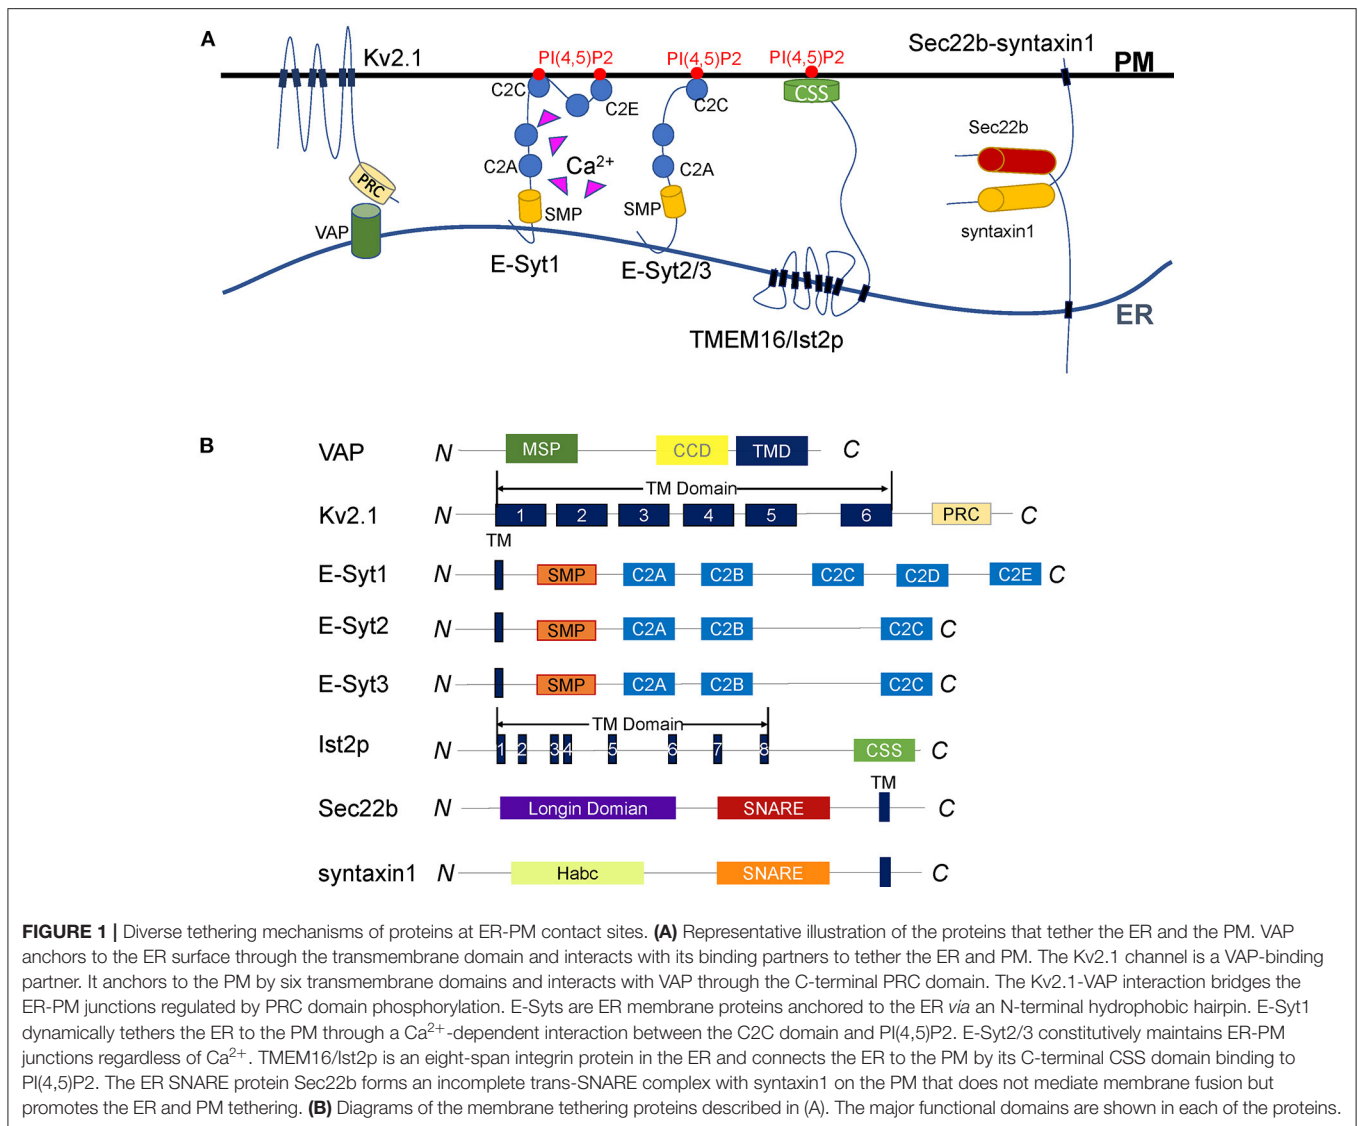 A
Kv2.1
PI(4,5)P2
PI(4,5)P2
PI(4,5)P2
Sec22b-syntaxin1
PM
C2C
C2E
C2C
CSS
Sec22b
C2A
Ca2+
C2A
PRC
SMP
SMP
VAP
syntaxin1
E-Syt1
E-Syt2/3
ER
TMEM16/Ist2p
B
VAP N MSP CCD TMD C
TM Domain
Kv2.1 N 1 2 3 4 5 6 PRC C
TM
E-Syt1 N SMP C2A C2B C2C C2D C2E C
E-Syt2 N SMP C2A C2B C2C C
E-Syt3 N SMP C2A C2B C2C C
TM Domain
Ist2p N 1 2 3 4 5 6 7 8 CSS C
TM
Sec22b N Longin Domian SNARE C
syntaxin1 N Habc SNARE C
FIGURE 1 | Diverse tethering mechanisms of proteins at ER-PM contact sites. (A) Representative illustration of the proteins that tether the ER and the PM. VAP
anchors to the ER surface through the transmembrane domain and interacts with its binding partners to tether the ER and PM. The Kv2.1 channel is a VAP-binding
partner. It anchors to the PM by six transmembrane domains and interacts with VAP through the C-terminal PRC domain. The Kv2.1-VAP interaction bridges the
ER-PM junctions regulated by PRC domain phosphorylation. E-Syts are ER membrane proteins anchored to the ER via an N-terminal hydrophobic hairpin. E-Syt1
dynamically tethers the ER to the PM through a Ca2+-dependent interaction between the C2C domain and PI(4,5)P2. E-Syt2/3 constitutively maintains ER-PM
junctions regardless of Ca2+. TMEM16/Ist2p is an eight-span integrin protein in the ER and connects the ER to the PM by its C-terminal CSS domain binding to
PI(4,5)P2. The ER SNARE protein Sec22b forms an incomplete trans-SNARE complex with syntaxin1 on the PM that does not mediate membrane fusion but
promotes the ER and PM tethering. (B) Diagrams of the membrane tethering proteins described in (A). The major functional domains are shown in each of the proteins.